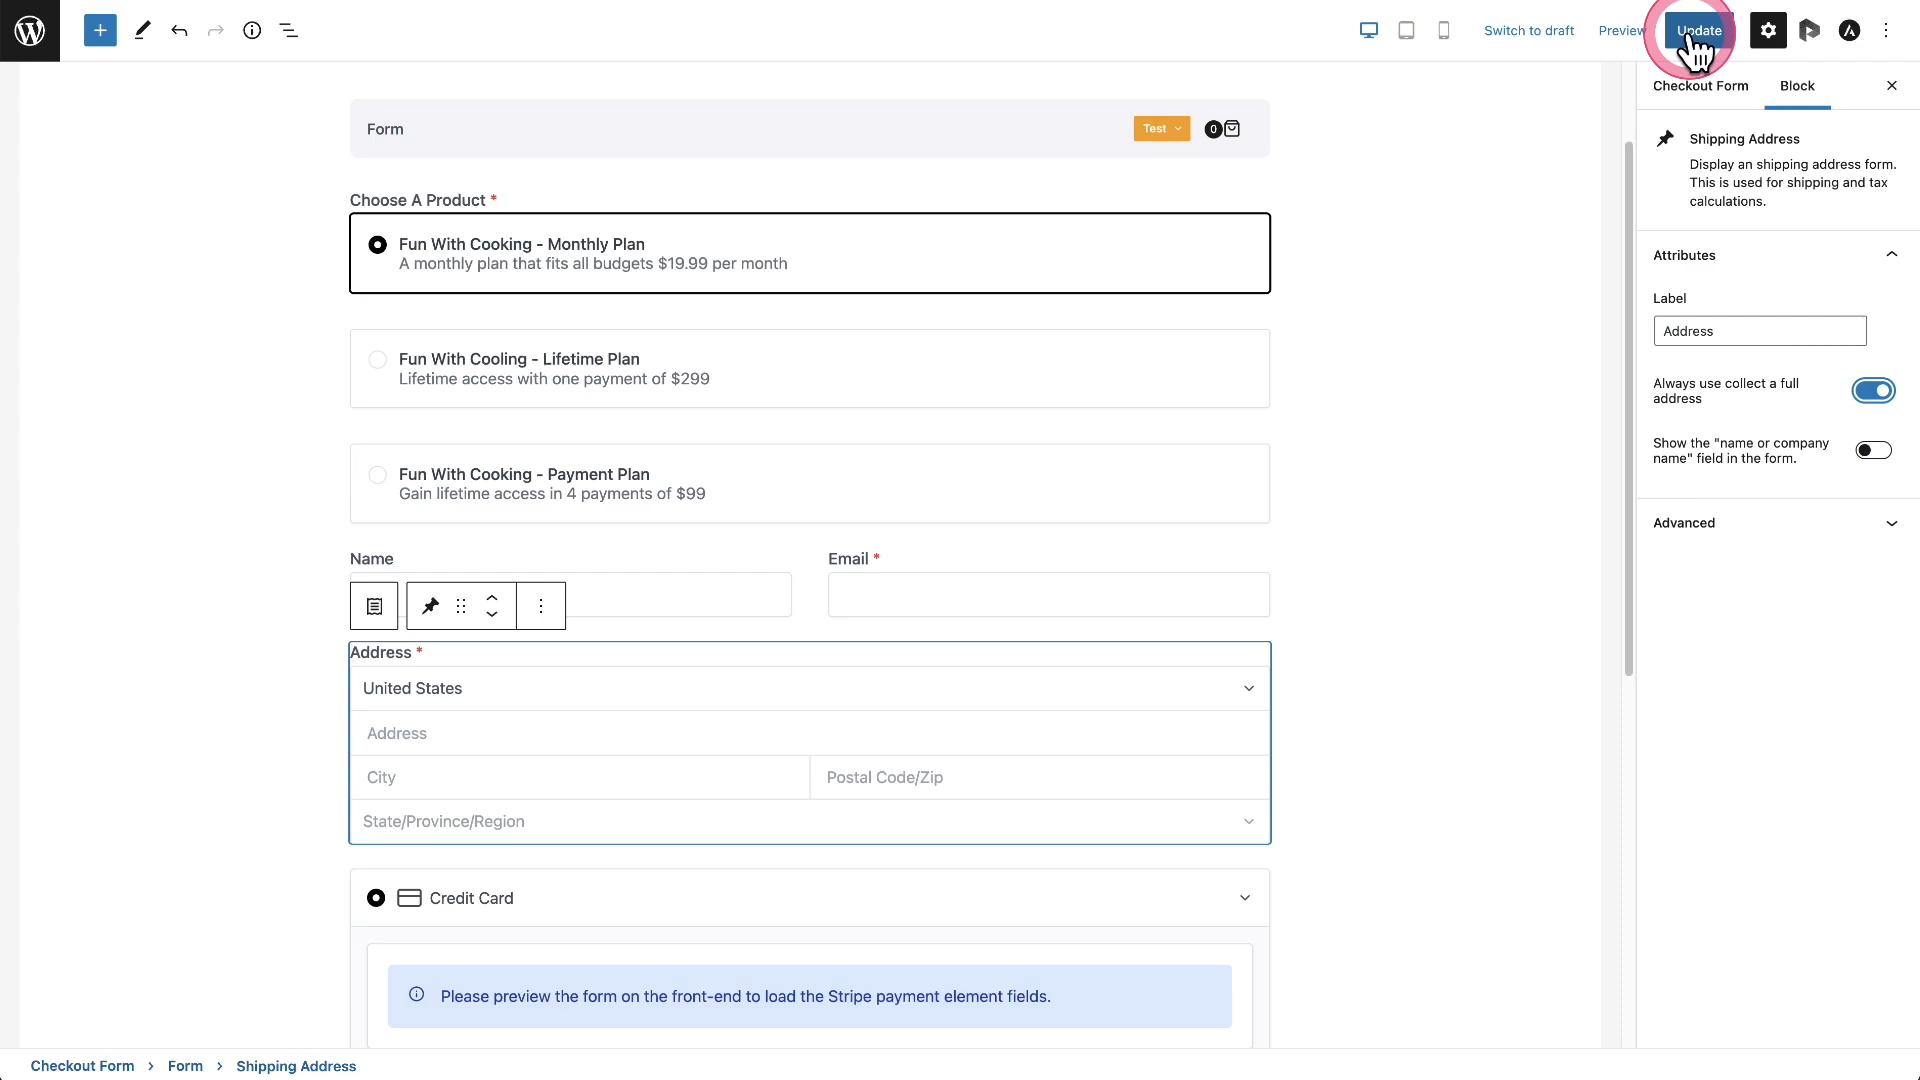 Switch to draft
Preview
Update
Form
Test
0
Choose A Product *
Fun With Cooking - Monthly Plan
A monthly plan that fits all budgets $19.99 per month
Fun With Cooling - Lifetime Plan
Lifetime access with one payment of $299
Fun With Cooking - Payment Plan
Gain lifetime access in 4 payments of $99
Name
Email *
Address *
United States
Address
City
Postal Code/Zip
State/Province/Region
Credit Card
Please preview the form on the front-end to load the Stripe payment element fields.
Checkout Form
Block
Shipping Address
Display an shipping address form.
This is used for shipping and tax
calculations.
Attributes
Label
Address
Always use collect a full
address
Show the "name or company
name" field in the form.
Advanced
Checkout Form > Form > Shipping Address